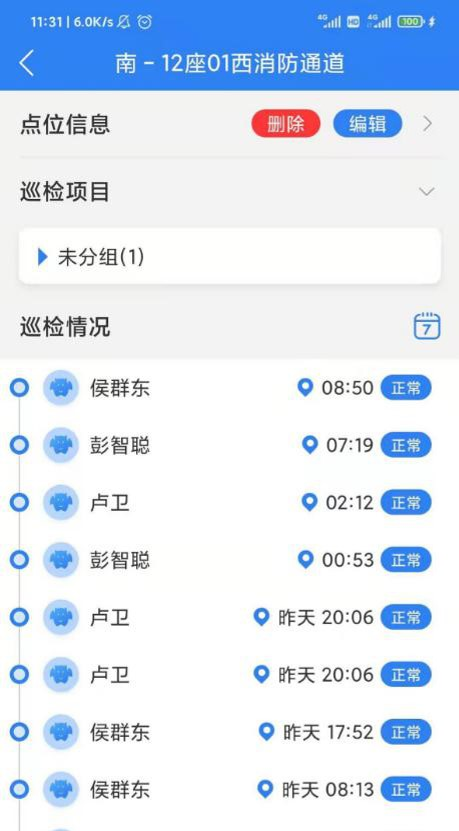 11:31 | 6.0K/s 4G HD 4G 100
南 - 12座01西消防通道
点位信息 删除 编辑
巡检项目
未分组(1)
巡检情况 7
侯群东 08:50 正常
彭智聪 07:19 正常
卢卫 02:12 正常
彭智聪 00:53 正常
卢卫 昨天 20:06 正常
卢卫 昨天 20:06 正常
侯群东 昨天 17:52 正常
侯群东 昨天 08:13 正常